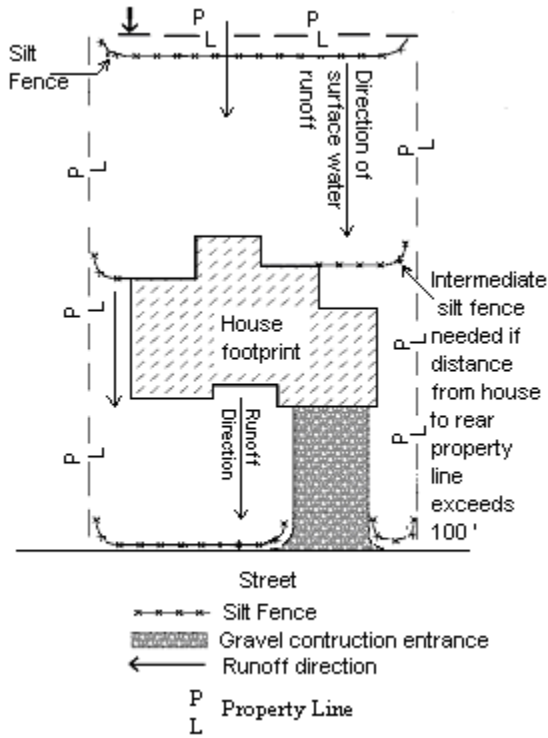 P
L
P
L
Silt
Fence
Direction of
surface water
runoff
P
L
P
L
Intermediate
silt fence
needed if
distance
from house
to rear
property
line
exceeds
100 '
P
L
P
L
House
footprint
P
L
P
L
Runoff
Direction
Street
Silt Fence
Gravel contruction entrance
Runoff direction
P
L
Property Line